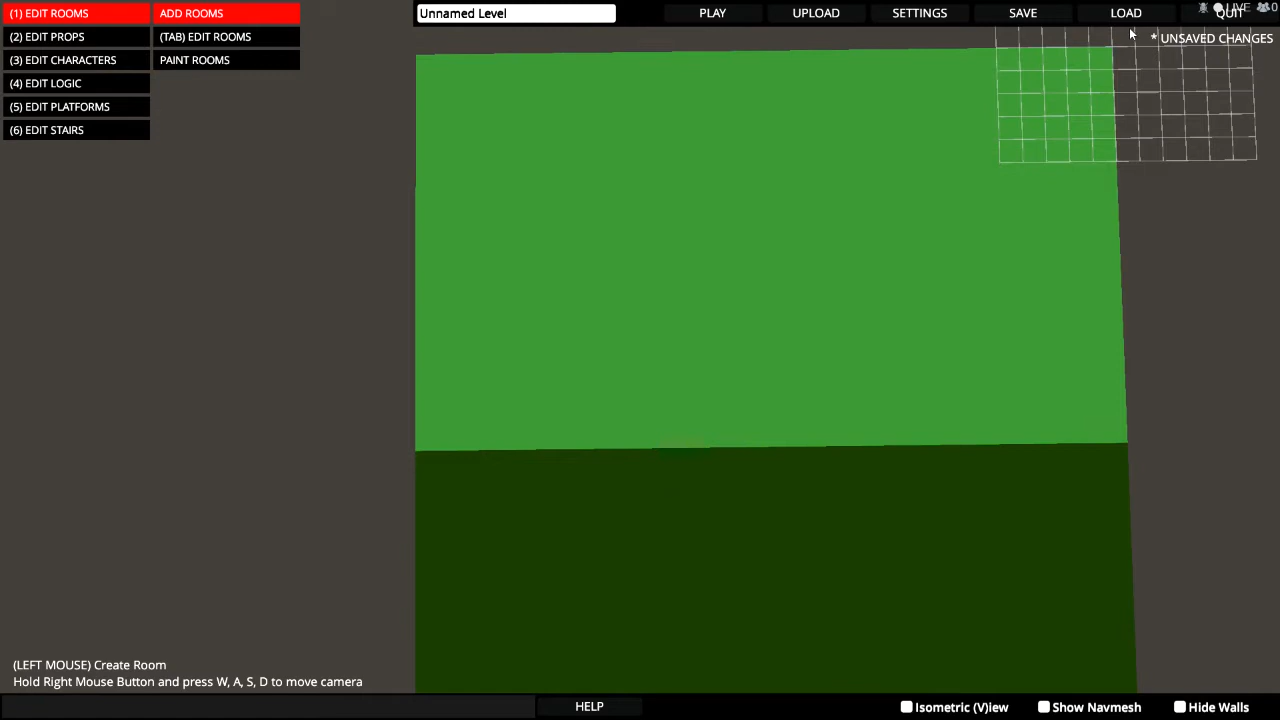 (1) EDIT ROOMS
ADD ROOMS
Unnamed Level
PLAY
UPLOAD
SETTINGS
SAVE
LOAD
QUIT
(2) EDIT PROPS
(TAB) EDIT ROOMS
* UNSAVED CHANGES
(3) EDIT CHARACTERS
PAINT ROOMS
(4) EDIT LOGIC
(5) EDIT PLATFORMS
(6) EDIT STAIRS
(LEFT MOUSE) Create Room
Hold Right Mouse Button and press W, A, S, D to move camera
HELP
Isometric (V)iew
Show Navmesh
Hide Walls